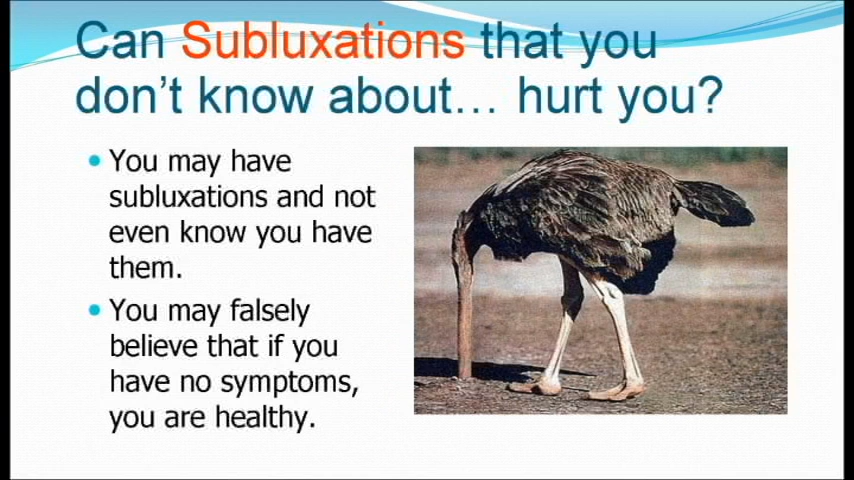 Can Subluxations that you
don't know about… hurt you?
You may have
subluxations and not
even know you have
them.
You may falsely
believe that if you
have no symptoms,
you are healthy.